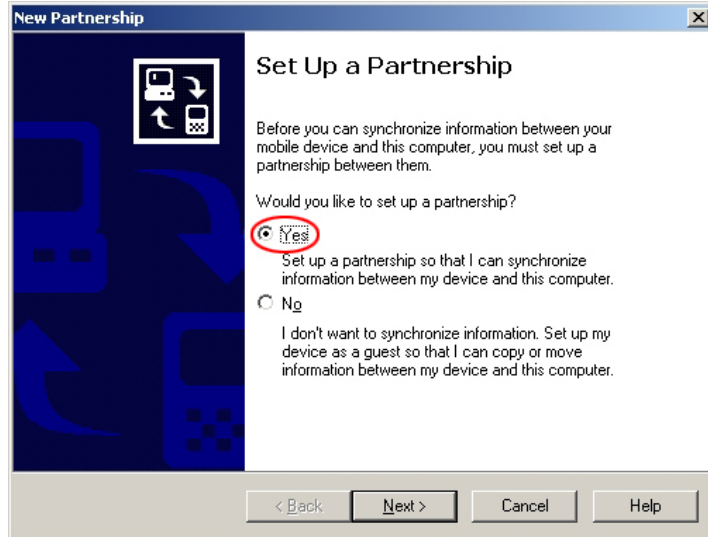 New Partnership
Set Up a Partnership
Before you can synchronize information between your
mobile device and this computer, you must set up a
partnership between them.
Would you like to set up a partnership?
Yes
Set up a partnership so that I can synchronize
information between my device and this computer.
No
I don't want to synchronize information. Set up my
device as a guest so that I can copy or move
information between my device and this computer.
< Back Next > Cancel Help